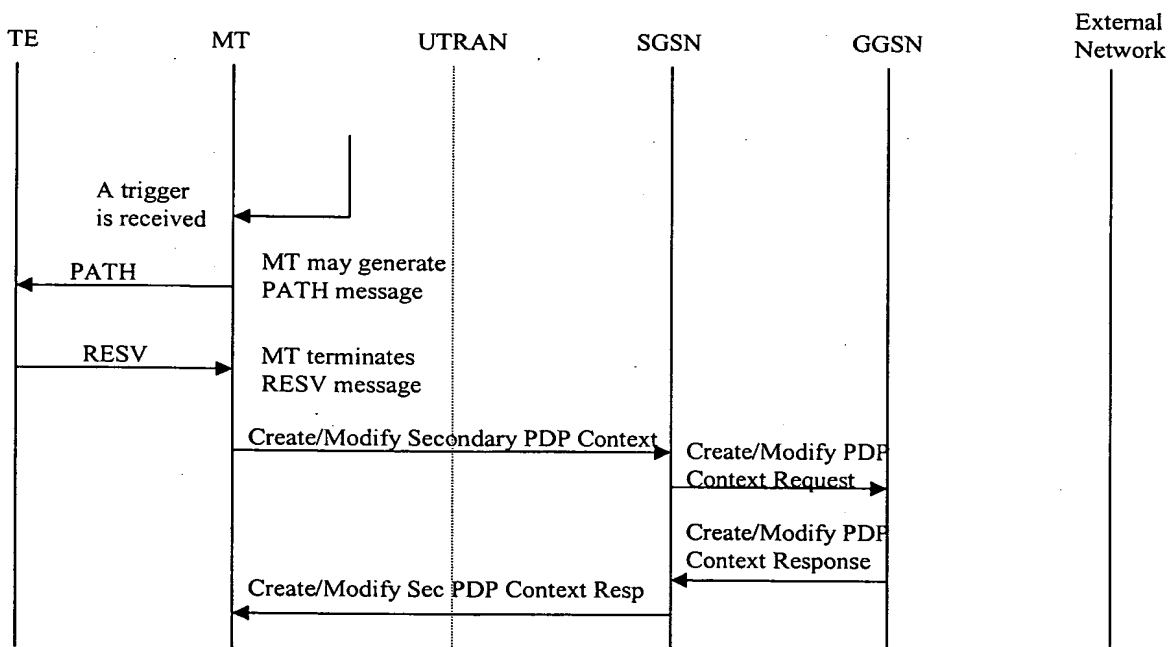 TE
MT
UTRAN
SGSN
GGSN
External
Network
A trigger
is received
PATH
MT may generate
PATH message
RESV
MT terminates
RESV message
Create/Modify Secondary PDP Context
Create/Modify PDP
Context Request
Create/Modify PDP
Context Response
Create/Modify Sec PDP Context Resp